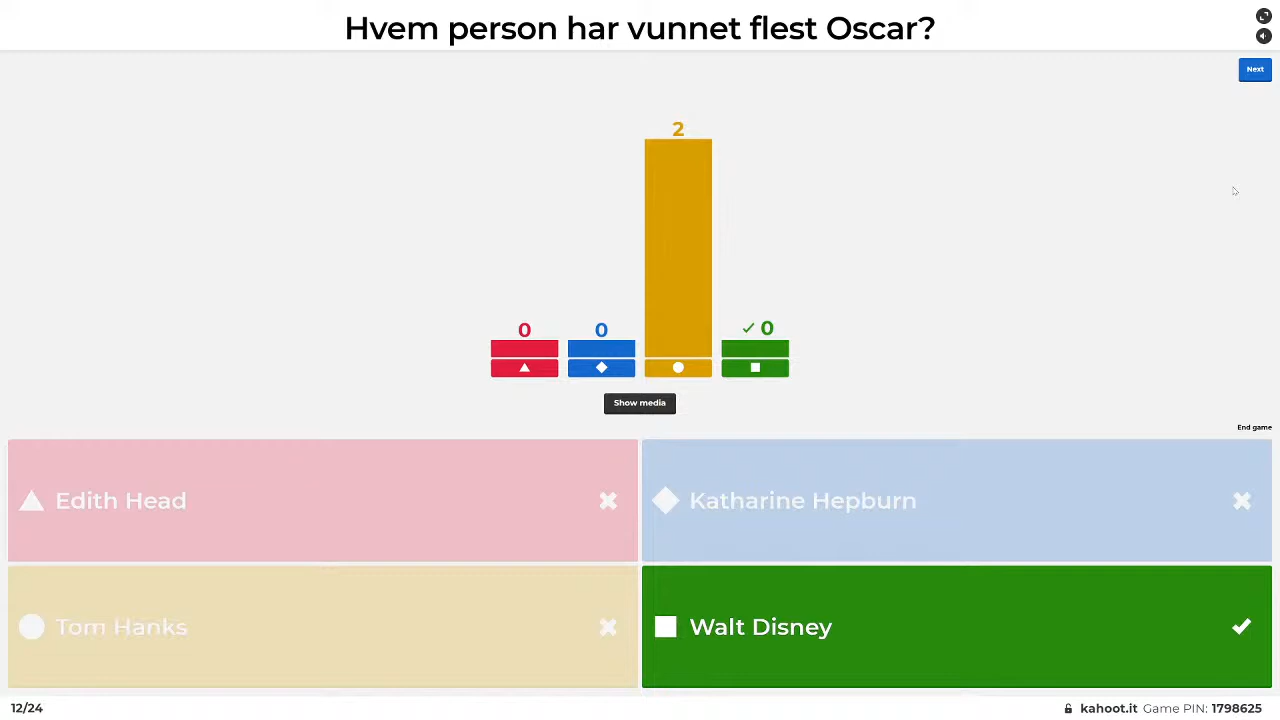 Hvem person har vunnet flest Oscar?
Next
2
0
0
0
Show media
End game
Edith Head
Katharine Hepburn
Tom Hanks
Walt Disney
12/24
kahoot.it Game PIN: 1798625